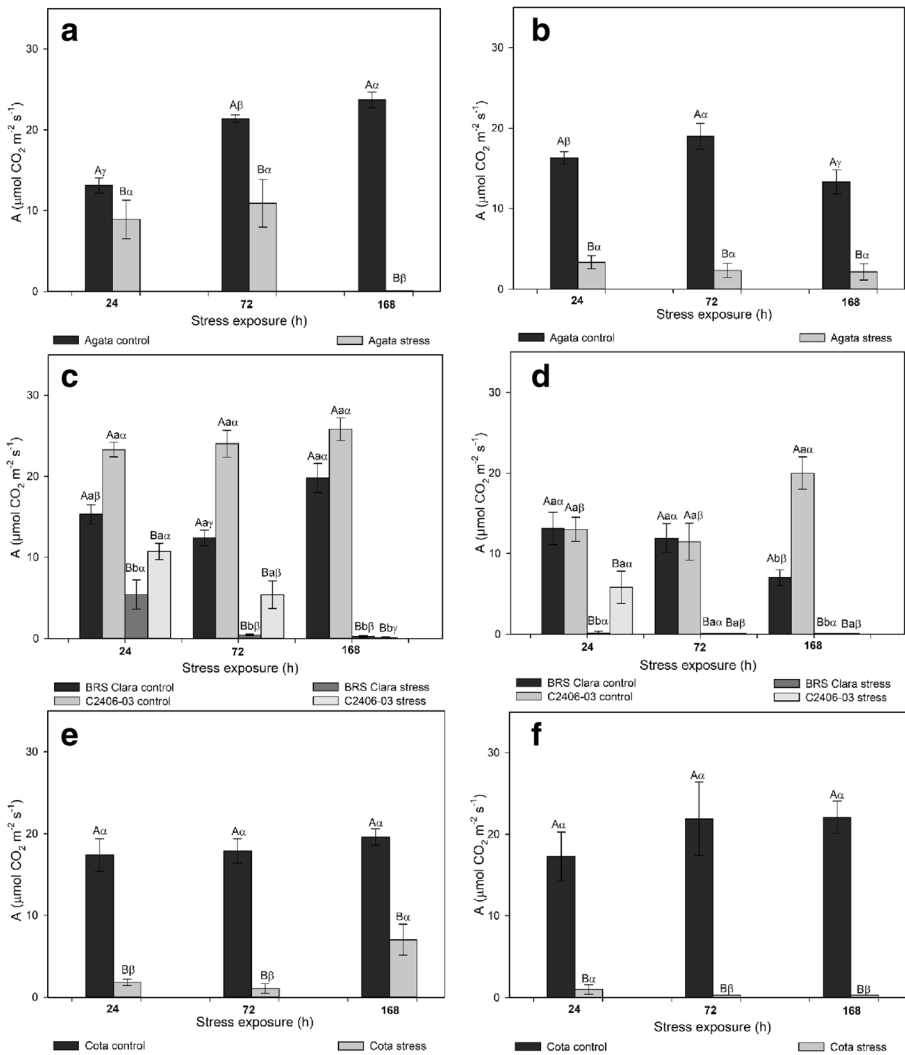 a
A (µmol CO2 m-2 s-1)
30
20
10
0
Aγ
Bα
Aβ
Bα
Aα
Bβ
24
72
168
Stress exposure (h)
Agata control
Agata stress
b
A (µmol CO2 m-2 s-1)
30
20
10
0
Aβ
Bα
Aα
Bα
Aγ
Bα
24
72
168
Stress exposure (h)
Agata control
Agata stress
c
A (µmol CO2 m-2 s-1)
30
20
10
0
Aaβ
Aaα
Bbα
Baα
Aaγ
Aaα
Bbβ
Baβ
Aaα
Aaα
Bbβ
Bbγ
24
72
168
Stress exposure (h)
BRS Clara control
BRS Clara stress
C2406-03 control
C2406-03 stress
d
A (µmol CO2 m-2 s-1)
30
20
10
0
Aaα
Aaβ
Bbα
Baα
Aaα
Aaβ
Baα
Baβ
Abβ
Aaα
Bbα
Baβ
24
72
168
Stress exposure (h)
BRS Clara control
BRS Clara stress
C2406-03 control
C2406-03 stress
e
A (µmol CO2 m-2 s-1)
30
20
10
0
Aα
Bβ
Aα
Bβ
Aα
Bα
24
72
168
Stress exposure (h)
Cota control
Cota stress
f
A (µmol CO2 m-2 s-1)
30
20
10
0
Aα
Bα
Aα
Bβ
Aα
Bβ
24
72
168
Stress exposure (h)
Cota control
Cota stress